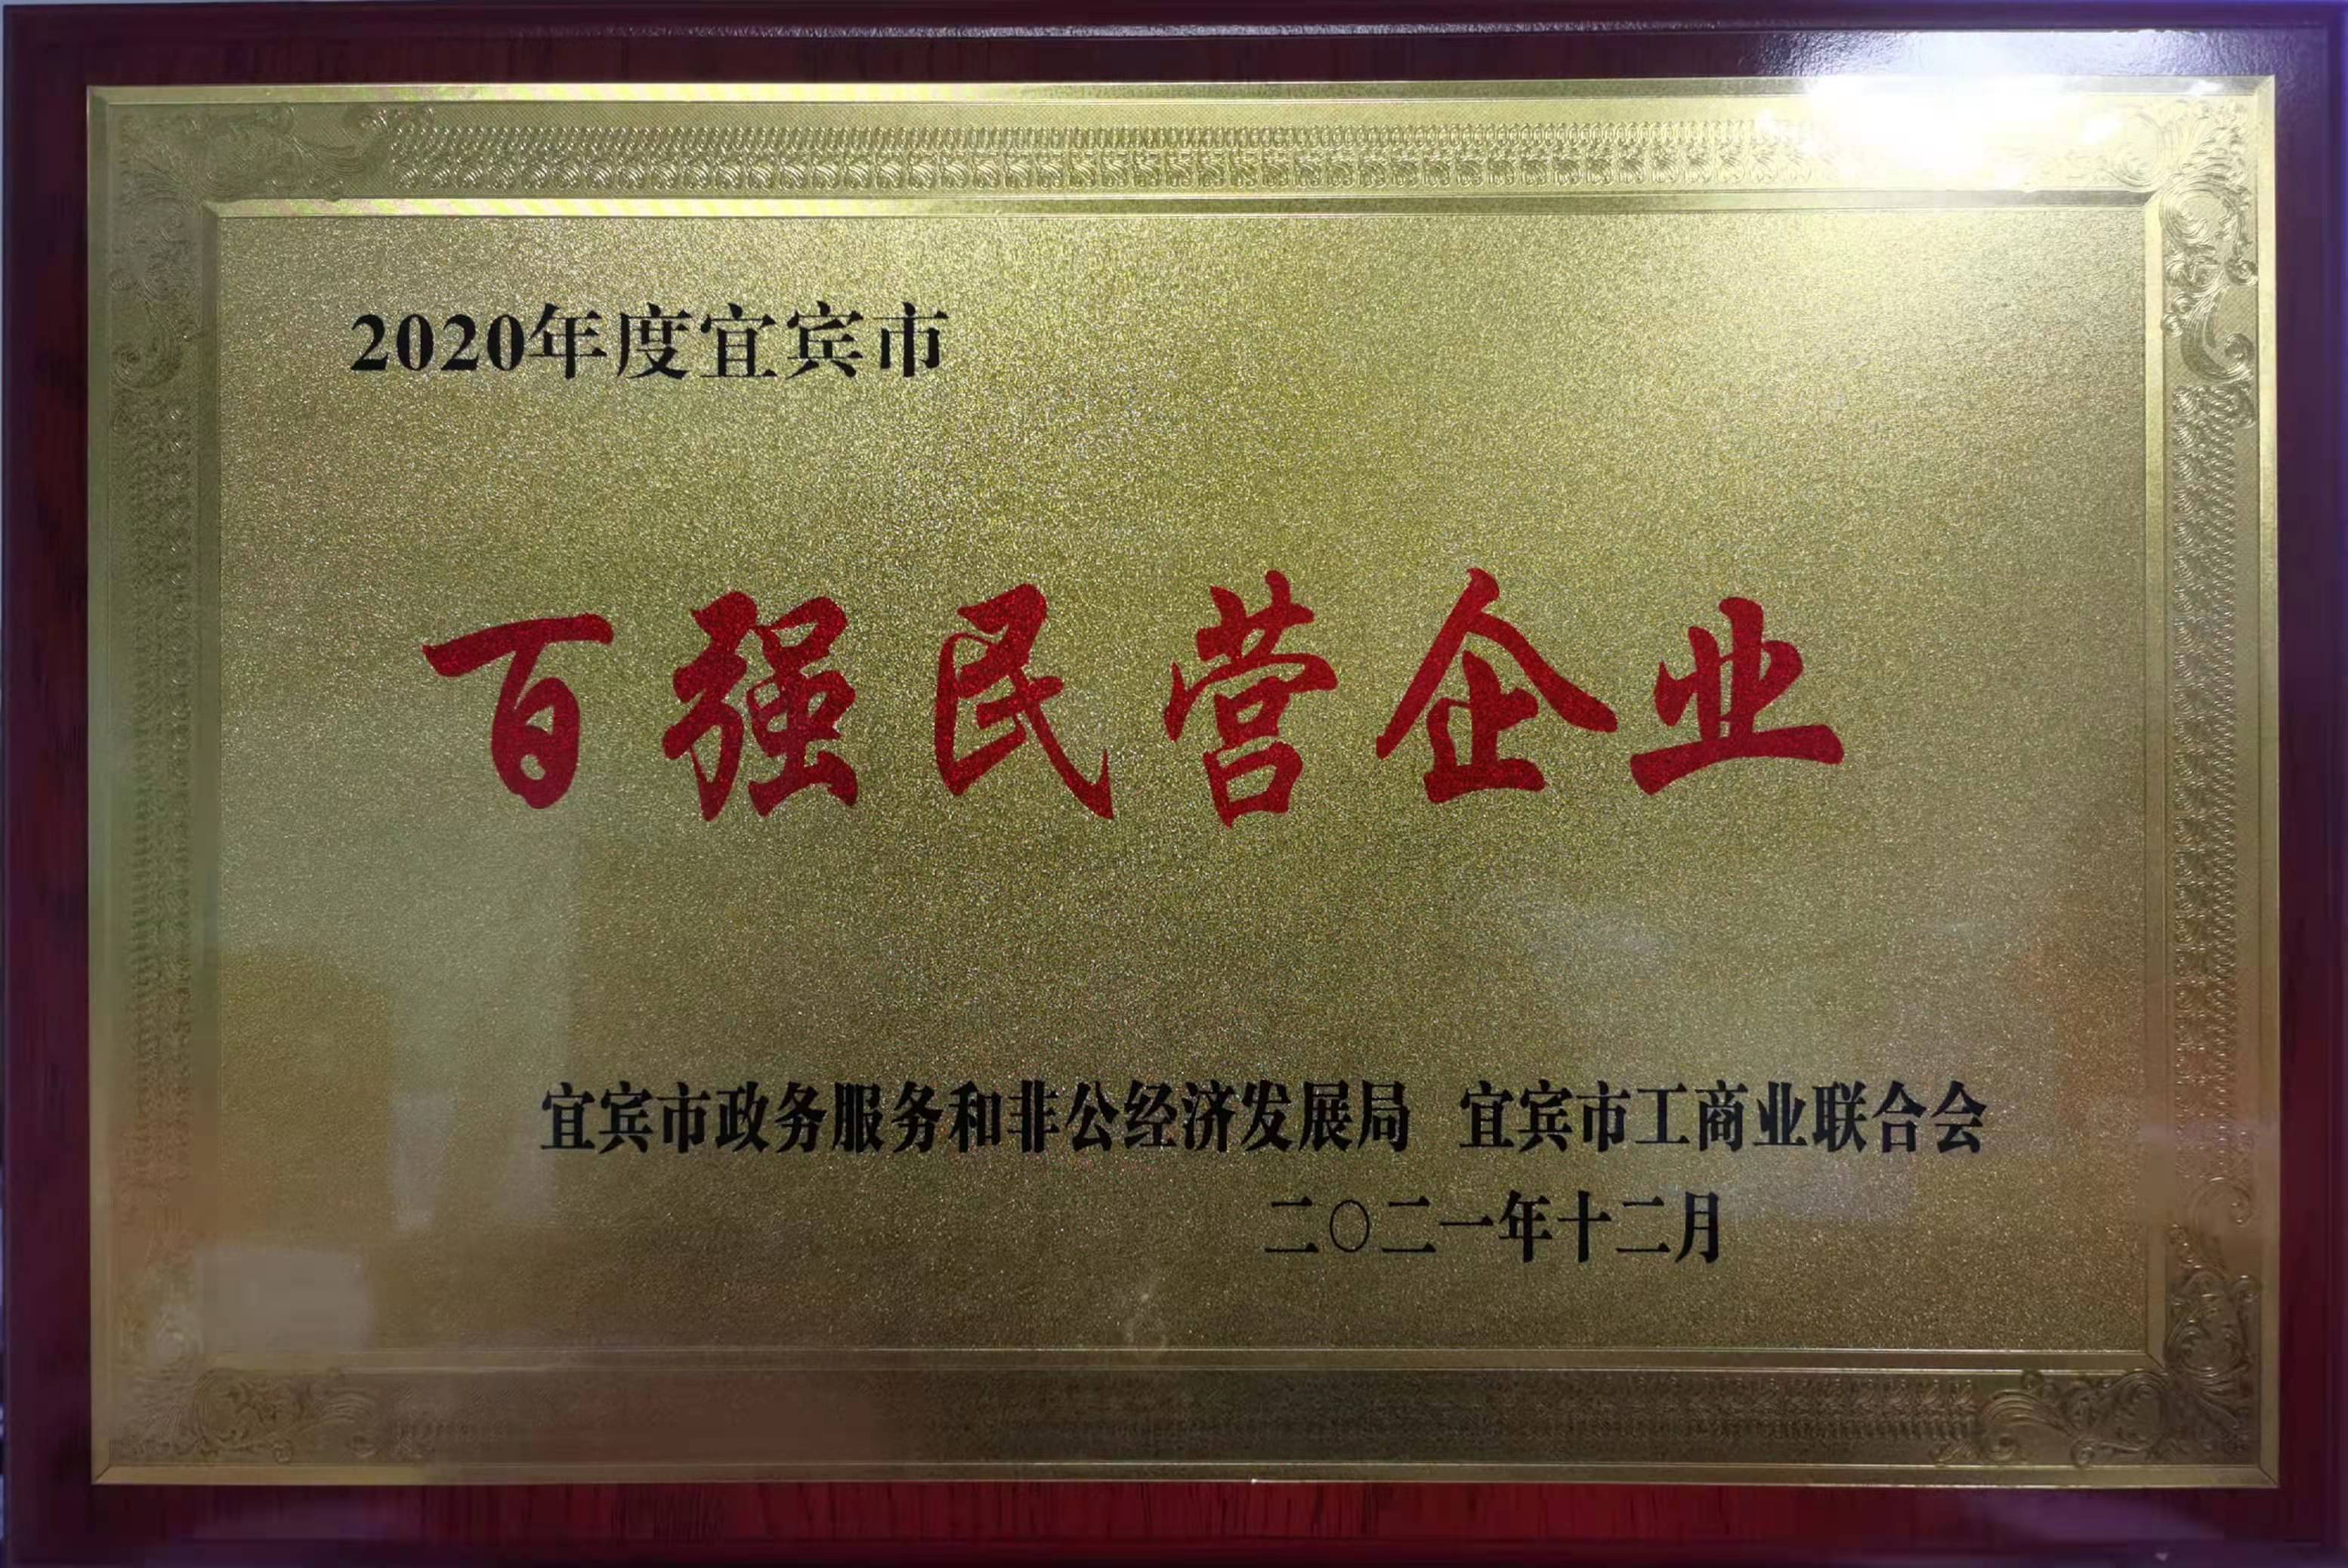 2020年度宜宾市
百强民营企业
宜宾市政务服务和非公经济发展局 宜宾市工商业联合会
二〇二一年十二月